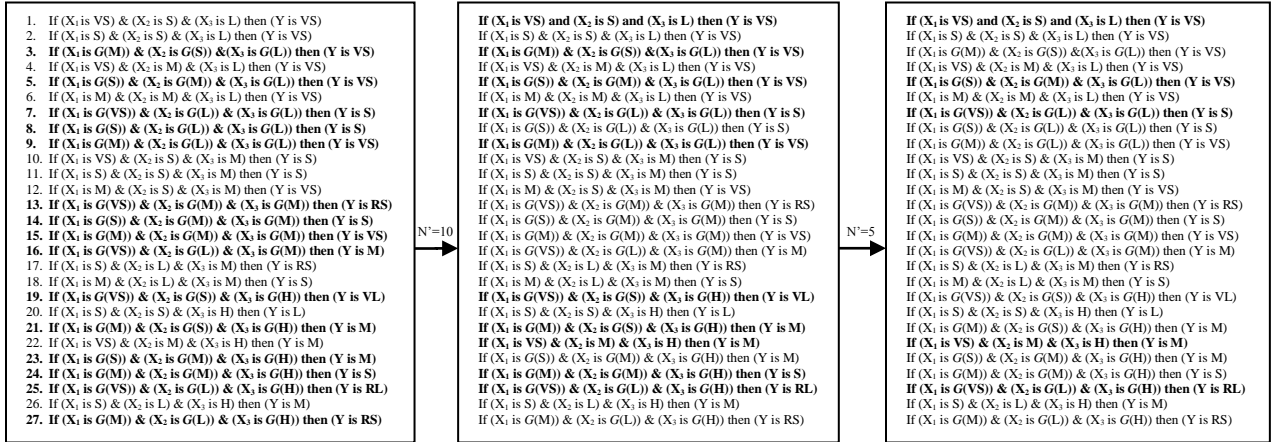 1. If (X₁ is VS) & (X₂ is S) & (X₃ is L) then (Y is VS)
2. If (X₁ is S) & (X₂ is S) & (X₃ is L) then (Y is VS)
3. If (X₁ is G(M)) & (X₂ is G(S)) &(X₃ is G(L)) then (Y is VS)
4. If (X₁ is VS) & (X₂ is M) & (X₃ is L) then (Y is VS)
5. If (X₁ is G(S)) & (X₂ is G(M)) & (X₃ is G(L)) then (Y is VS)
6. If (X₁ is M) & (X₂ is M) & (X₃ is L) then (Y is VS)
7. If (X₁ is G(VS)) & (X₂ is G(L)) & (X₃ is G(L)) then (Y is S)
8. If (X₁ is G(S)) & (X₂ is G(L)) & (X₃ is G(L)) then (Y is S)
9. If (X₁ is G(M)) & (X₂ is G(L)) & (X₃ is G(L)) then (Y is VS)
10. If (X₁ is VS) & (X₂ is S) & (X₃ is M) then (Y is S)
11. If (X₁ is S) & (X₂ is S) & (X₃ is M) then (Y is S)
12. If (X₁ is M) & (X₂ is S) & (X₃ is M) then (Y is VS)
13. If (X₁ is G(VS)) & (X₂ is G(M)) & (X₃ is G(M)) then (Y is RS)
14. If (X₁ is G(S)) & (X₂ is G(M)) & (X₃ is G(M)) then (Y is S)
15. If (X₁ is G(M)) & (X₂ is G(M)) & (X₃ is G(M)) then (Y is VS)
16. If (X₁ is G(VS)) & (X₂ is G(L)) & (X₃ is G(M)) then (Y is M)
17. If (X₁ is S) & (X₂ is L) & (X₃ is M) then (Y is RS)
18. If (X₁ is M) & (X₂ is L) & (X₃ is M) then (Y is S)
19. If (X₁ is G(VS)) & (X₂ is G(S)) & (X₃ is G(H)) then (Y is VL)
20. If (X₁ is S) & (X₂ is S) & (X₃ is H) then (Y is L)
21. If (X₁ is G(M)) & (X₂ is G(S)) & (X₃ is G(H)) then (Y is M)
22. If (X₁ is VS) & (X₂ is M) & (X₃ is H) then (Y is M)
23. If (X₁ is G(S)) & (X₂ is G(M)) & (X₃ is G(H)) then (Y is M)
24. If (X₁ is G(M)) & (X₂ is G(M)) & (X₃ is G(H)) then (Y is S)
25. If (X₁ is G(VS)) & (X₂ is G(L)) & (X₃ is G(H)) then (Y is RL)
26. If (X₁ is S) & (X₂ is L) & (X₃ is H) then (Y is M)
27. If (X₁ is G(M)) & (X₂ is G(L)) & (X₃ is G(H)) then (Y is RS)
N'=10
If (X₁ is VS) and (X₂ is S) and (X₃ is L) then (Y is VS)
If (X₁ is S) & (X₂ is S) & (X₃ is L) then (Y is VS)
If (X₁ is G(M)) & (X₂ is G(S)) &(X₃ is G(L)) then (Y is VS)
If (X₁ is VS) & (X₂ is M) & (X₃ is L) then (Y is VS)
If (X₁ is G(S)) & (X₂ is G(M)) & (X₃ is G(L)) then (Y is VS)
If (X₁ is M) & (X₂ is M) & (X₃ is L) then (Y is VS)
If (X₁ is G(VS)) & (X₂ is G(L)) & (X₃ is G(L)) then (Y is S)
If (X₁ is G(S)) & (X₂ is G(L)) & (X₃ is G(L)) then (Y is S)
If (X₁ is G(M)) & (X₂ is G(L)) & (X₃ is G(L)) then (Y is VS)
If (X₁ is VS) & (X₂ is S) & (X₃ is M) then (Y is S)
If (X₁ is S) & (X₂ is S) & (X₃ is M) then (Y is S)
If (X₁ is M) & (X₂ is S) & (X₃ is M) then (Y is VS)
If (X₁ is G(VS)) & (X₂ is G(M)) & (X₃ is G(M)) then (Y is RS)
If (X₁ is G(S)) & (X₂ is G(M)) & (X₃ is G(M)) then (Y is S)
If (X₁ is G(M)) & (X₂ is G(M)) & (X₃ is G(M)) then (Y is VS)
If (X₁ is G(VS)) & (X₂ is G(L)) & (X₃ is G(M)) then (Y is M)
If (X₁ is S) & (X₂ is L) & (X₃ is M) then (Y is RS)
If (X₁ is M) & (X₂ is L) & (X₃ is M) then (Y is S)
If (X₁ is G(VS)) & (X₂ is G(S)) & (X₃ is G(H)) then (Y is VL)
If (X₁ is S) & (X₂ is S) & (X₃ is H) then (Y is L)
If (X₁ is G(M)) & (X₂ is G(S)) & (X₃ is G(H)) then (Y is M)
If (X₁ is VS) & (X₂ is M) & (X₃ is H) then (Y is M)
If (X₁ is G(S)) & (X₂ is G(M)) & (X₃ is G(H)) then (Y is M)
If (X₁ is G(M)) & (X₂ is G(M)) & (X₃ is G(H)) then (Y is S)
If (X₁ is G(VS)) & (X₂ is G(L)) & (X₃ is G(H)) then (Y is RL)
If (X₁ is S) & (X₂ is L) & (X₃ is H) then (Y is M)
If (X₁ is G(M)) & (X₂ is G(L)) & (X₃ is G(H)) then (Y is RS)
N'=5
If (X₁ is VS) and (X₂ is S) and (X₃ is L) then (Y is VS)
If (X₁ is S) & (X₂ is S) & (X₃ is L) then (Y is VS)
If (X₁ is G(M)) & (X₂ is G(S)) &(X₃ is G(L)) then (Y is VS)
If (X₁ is VS) & (X₂ is M) & (X₃ is L) then (Y is VS)
If (X₁ is G(S)) & (X₂ is G(M)) & (X₃ is G(L)) then (Y is VS)
If (X₁ is M) & (X₂ is M) & (X₃ is L) then (Y is VS)
If (X₁ is G(VS)) & (X₂ is G(L)) & (X₃ is G(L)) then (Y is S)
If (X₁ is G(S)) & (X₂ is G(L)) & (X₃ is G(L)) then (Y is S)
If (X₁ is G(M)) & (X₂ is G(L)) & (X₃ is G(L)) then (Y is VS)
If (X₁ is VS) & (X₂ is S) & (X₃ is M) then (Y is S)
If (X₁ is S) & (X₂ is S) & (X₃ is M) then (Y is S)
If (X₁ is M) & (X₂ is S) & (X₃ is M) then (Y is VS)
If (X₁ is G(VS)) & (X₂ is G(M)) & (X₃ is G(M)) then (Y is RS)
If (X₁ is G(S)) & (X₂ is G(M)) & (X₃ is G(M)) then (Y is S)
If (X₁ is G(M)) & (X₂ is G(M)) & (X₃ is G(M)) then (Y is VS)
If (X₁ is G(VS)) & (X₂ is G(L)) & (X₃ is G(M)) then (Y is M)
If (X₁ is S) & (X₂ is L) & (X₃ is M) then (Y is RS)
If (X₁ is M) & (X₂ is L) & (X₃ is M) then (Y is S)
If (X₁ is G(VS)) & (X₂ is G(S)) & (X₃ is G(H)) then (Y is VL)
If (X₁ is S) & (X₂ is S) & (X₃ is H) then (Y is L)
If (X₁ is G(M)) & (X₂ is G(S)) & (X₃ is G(H)) then (Y is M)
If (X₁ is VS) & (X₂ is M) & (X₃ is H) then (Y is M)
If (X₁ is G(S)) & (X₂ is G(M)) & (X₃ is G(H)) then (Y is M)
If (X₁ is G(M)) & (X₂ is G(M)) & (X₃ is G(H)) then (Y is S)
If (X₁ is G(VS)) & (X₂ is G(L)) & (X₃ is G(H)) then (Y is RL)
If (X₁ is S) & (X₂ is L) & (X₃ is H) then (Y is M)
If (X₁ is G(M)) & (X₂ is G(L)) & (X₃ is G(H)) then (Y is RS)